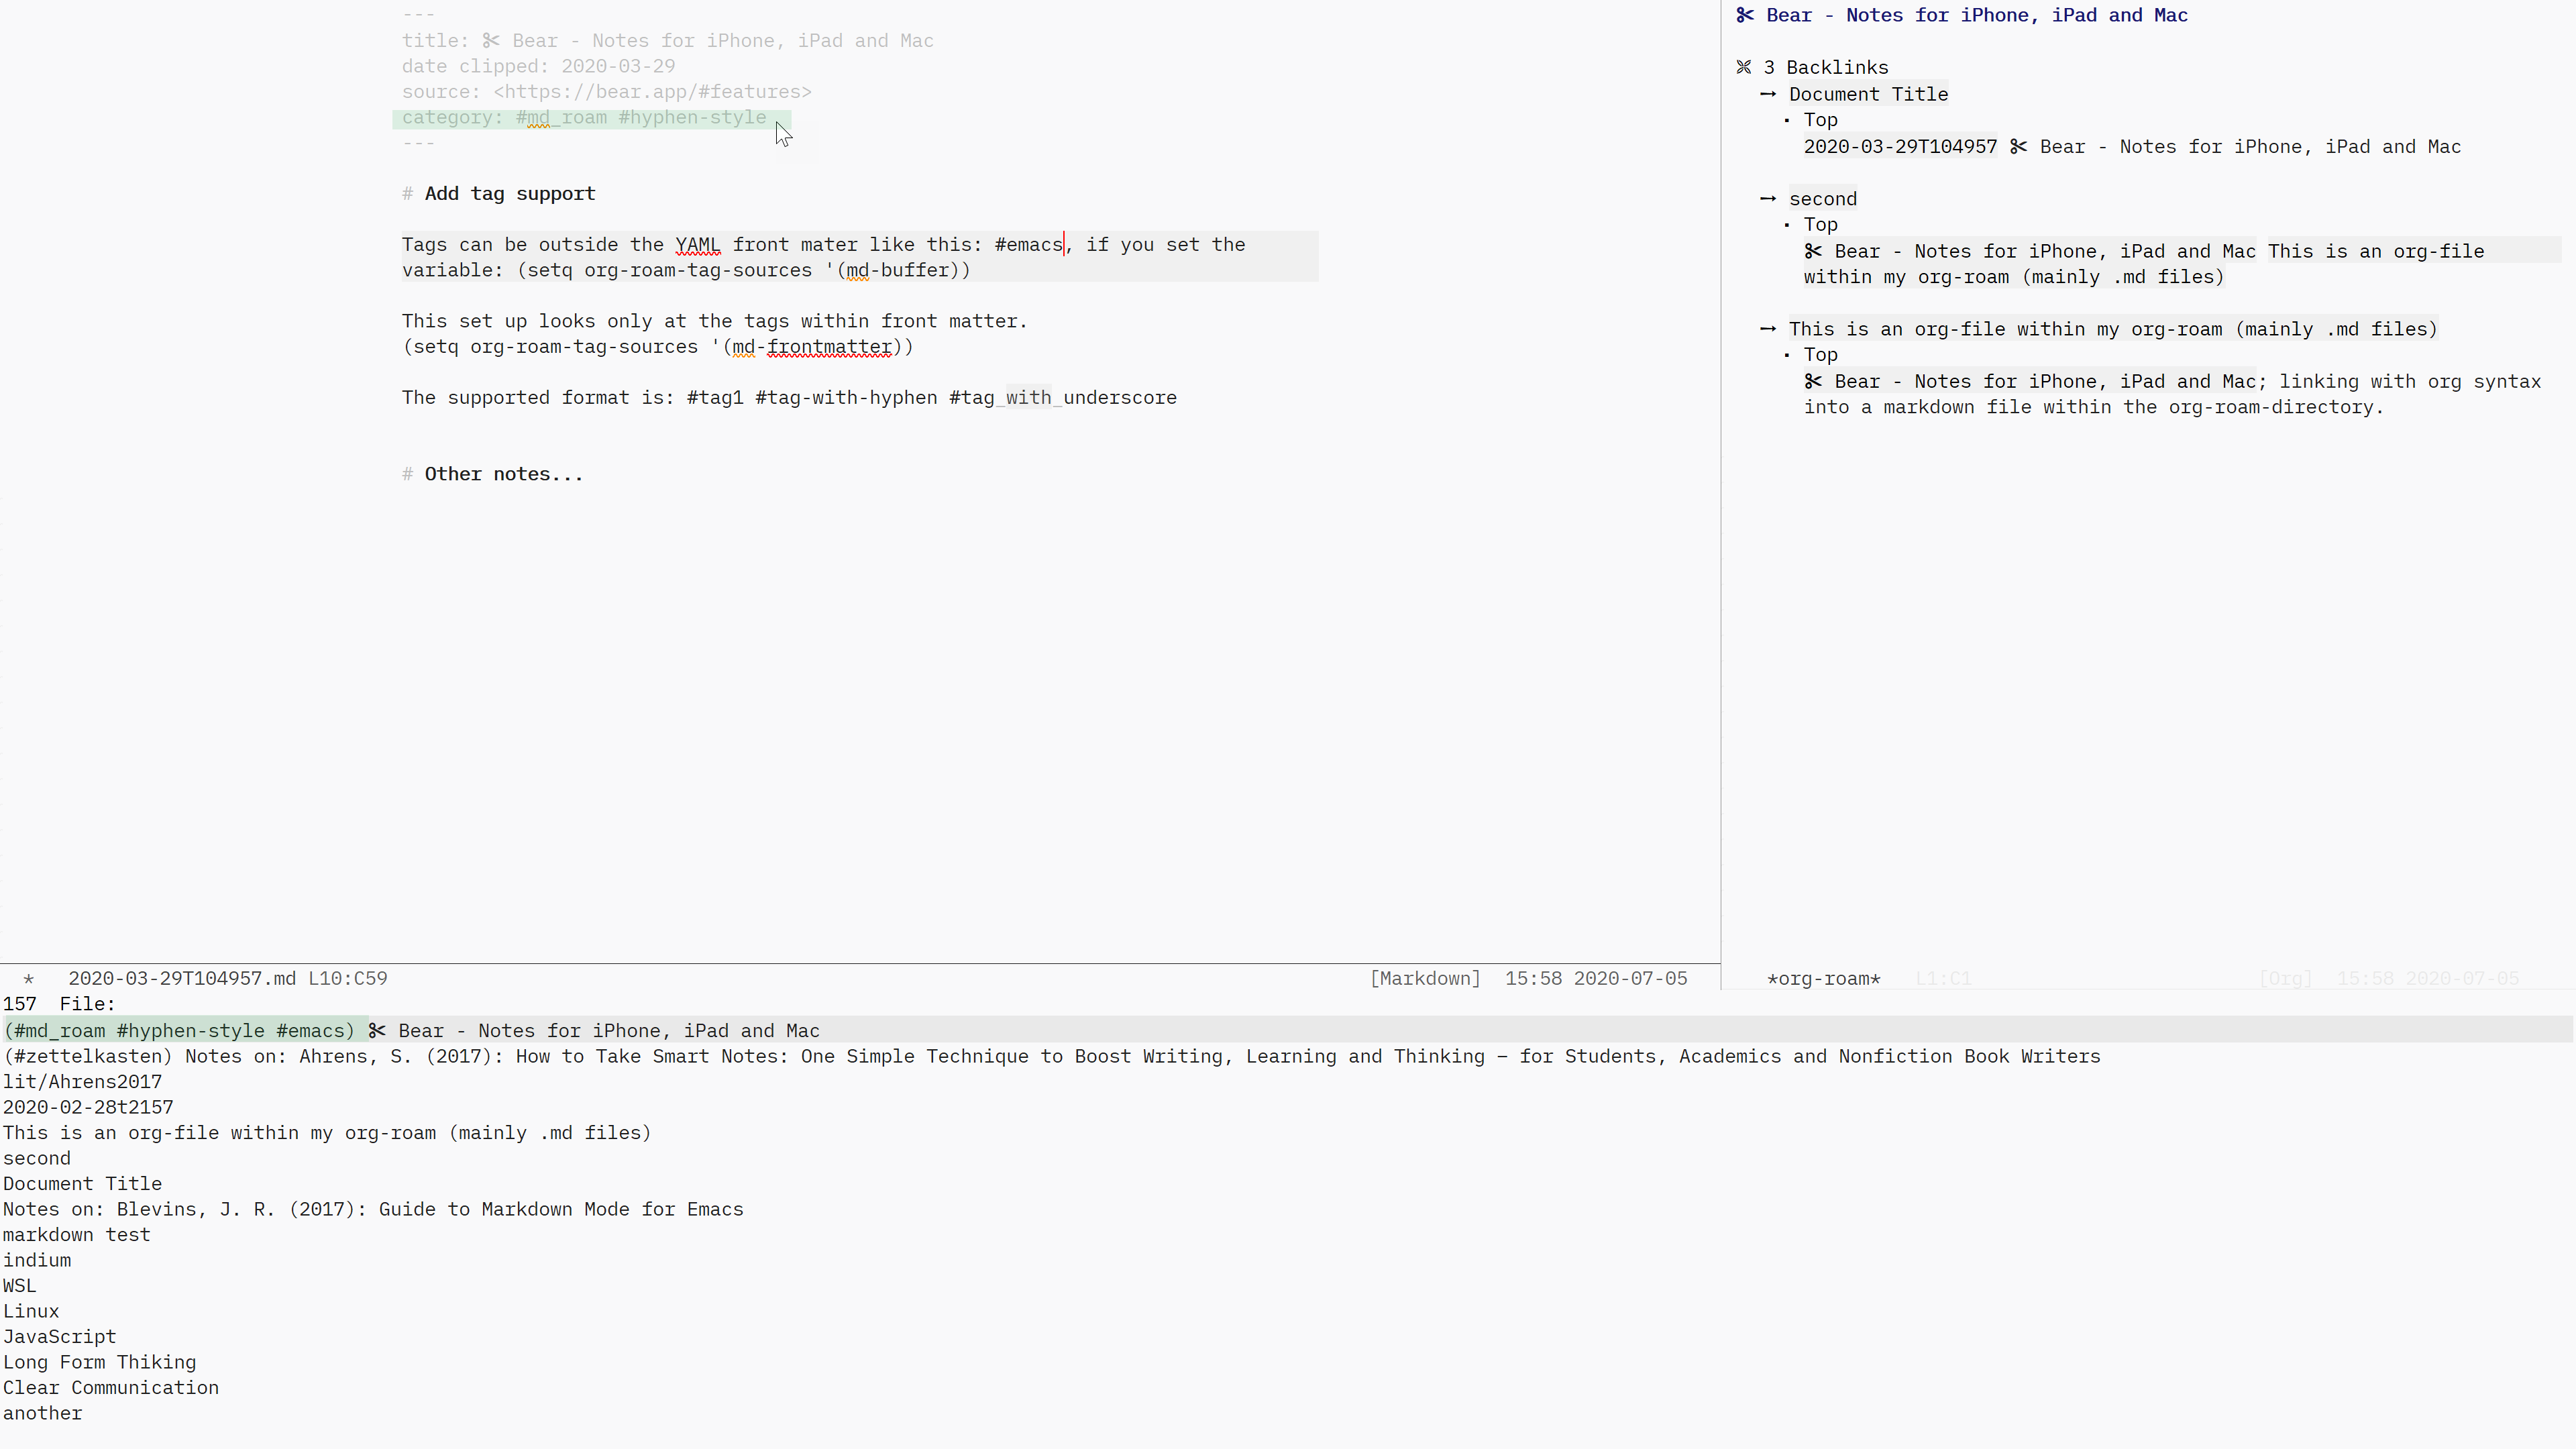 ---
title: ✂ Bear - Notes for iPhone, iPad and Mac
date clipped: 2020-03-29
source: <https://bear.app/#features>
category: #md_roam #hyphen-style
---
# Add tag support
Tags can be outside the YAML front mater like this: #emacs, if you set the
variable: (setq org-roam-tag-sources '(md-buffer))
This set up looks only at the tags within front matter.
(setq org-roam-tag-sources '(md-frontmatter))
The supported format is: #tag1 #tag-with-hyphen #tag_with_underscore
# Other notes...
* 2020-03-29T104957.md L10:C59 [Markdown] 15:58 2020-07-05
✂ Bear - Notes for iPhone, iPad and Mac
3 Backlinks
→ Document Title
▪ Top
2020-03-29T104957 ✂ Bear - Notes for iPhone, iPad and Mac
→ second
▪ Top
✂ Bear - Notes for iPhone, iPad and Mac This is an org-file
within my org-roam (mainly .md files)
→ This is an org-file within my org-roam (mainly .md files)
▪ Top
✂ Bear - Notes for iPhone, iPad and Mac; linking with org syntax
into a markdown file within the org-roam-directory.
*org-roam* L1:C1 [Org] 15:58 2020-07-05
157 File:
(#md_roam #hyphen-style #emacs) ✂ Bear - Notes for iPhone, iPad and Mac
(#zettelkasten) Notes on: Ahrens, S. (2017): How to Take Smart Notes: One Simple Technique to Boost Writing, Learning and Thinking – for Students, Academics and Nonfiction Book Writers
lit/Ahrens2017
2020-02-28t2157
This is an org-file within my org-roam (mainly .md files)
second
Document Title
Notes on: Blevins, J. R. (2017): Guide to Markdown Mode for Emacs
markdown test
indium
WSL
Linux
JavaScript
Long Form Thiking
Clear Communication
another